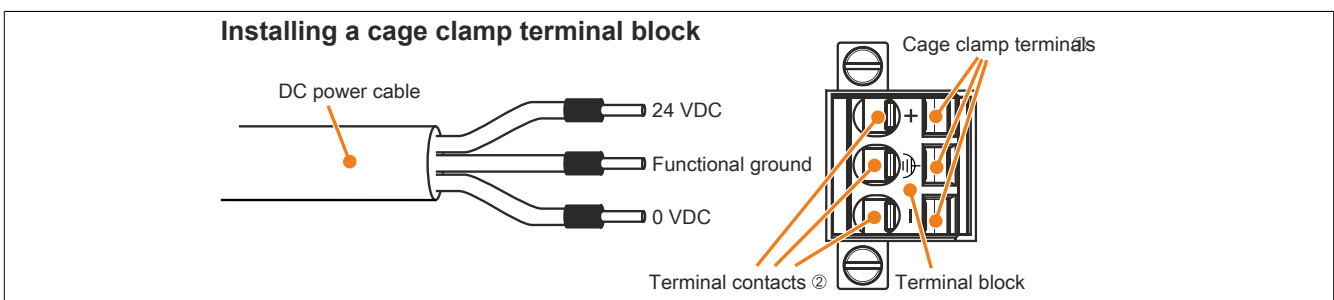 Installing a cage clamp terminal block
Cage clamp terminals①
DC power cable
24 VDC
Functional ground
0 VDC
+
-
Terminal contacts ②
Terminal block